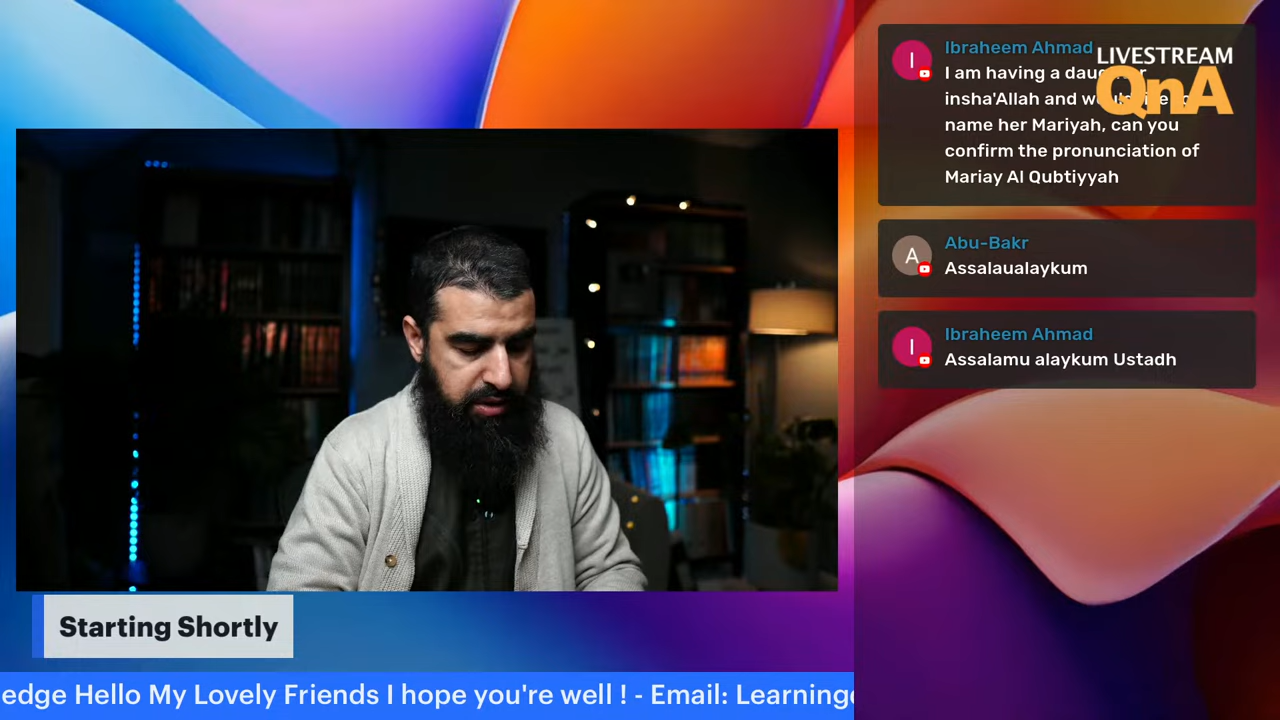 Ibraheem Ahmad
I am having a
insha'Allah and
name her Mariyah, can you
confirm the pronunciation of
Mariay Al Qubtiyyah
LIVESTREAM
QnA
Abu-Bakr
Assalaualaykum
Ibraheem Ahmad
Assalamu alaykum Ustadh
Starting Shortly
edge Hello My Lovely Friends I hope you're well ! - Email: Learning